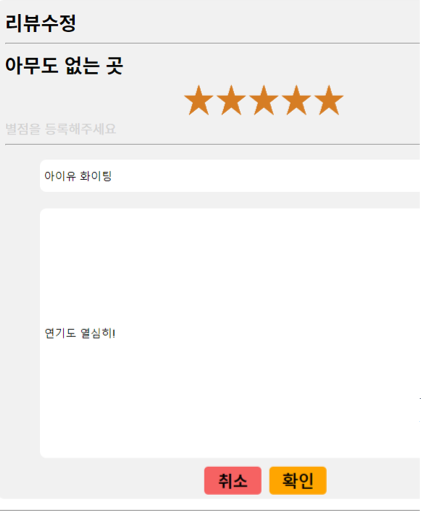 리뷰수정
아무도 없는 곳
별점을 등록해주세요
아이유 화이팅
연기도 열심히!
취소 확인